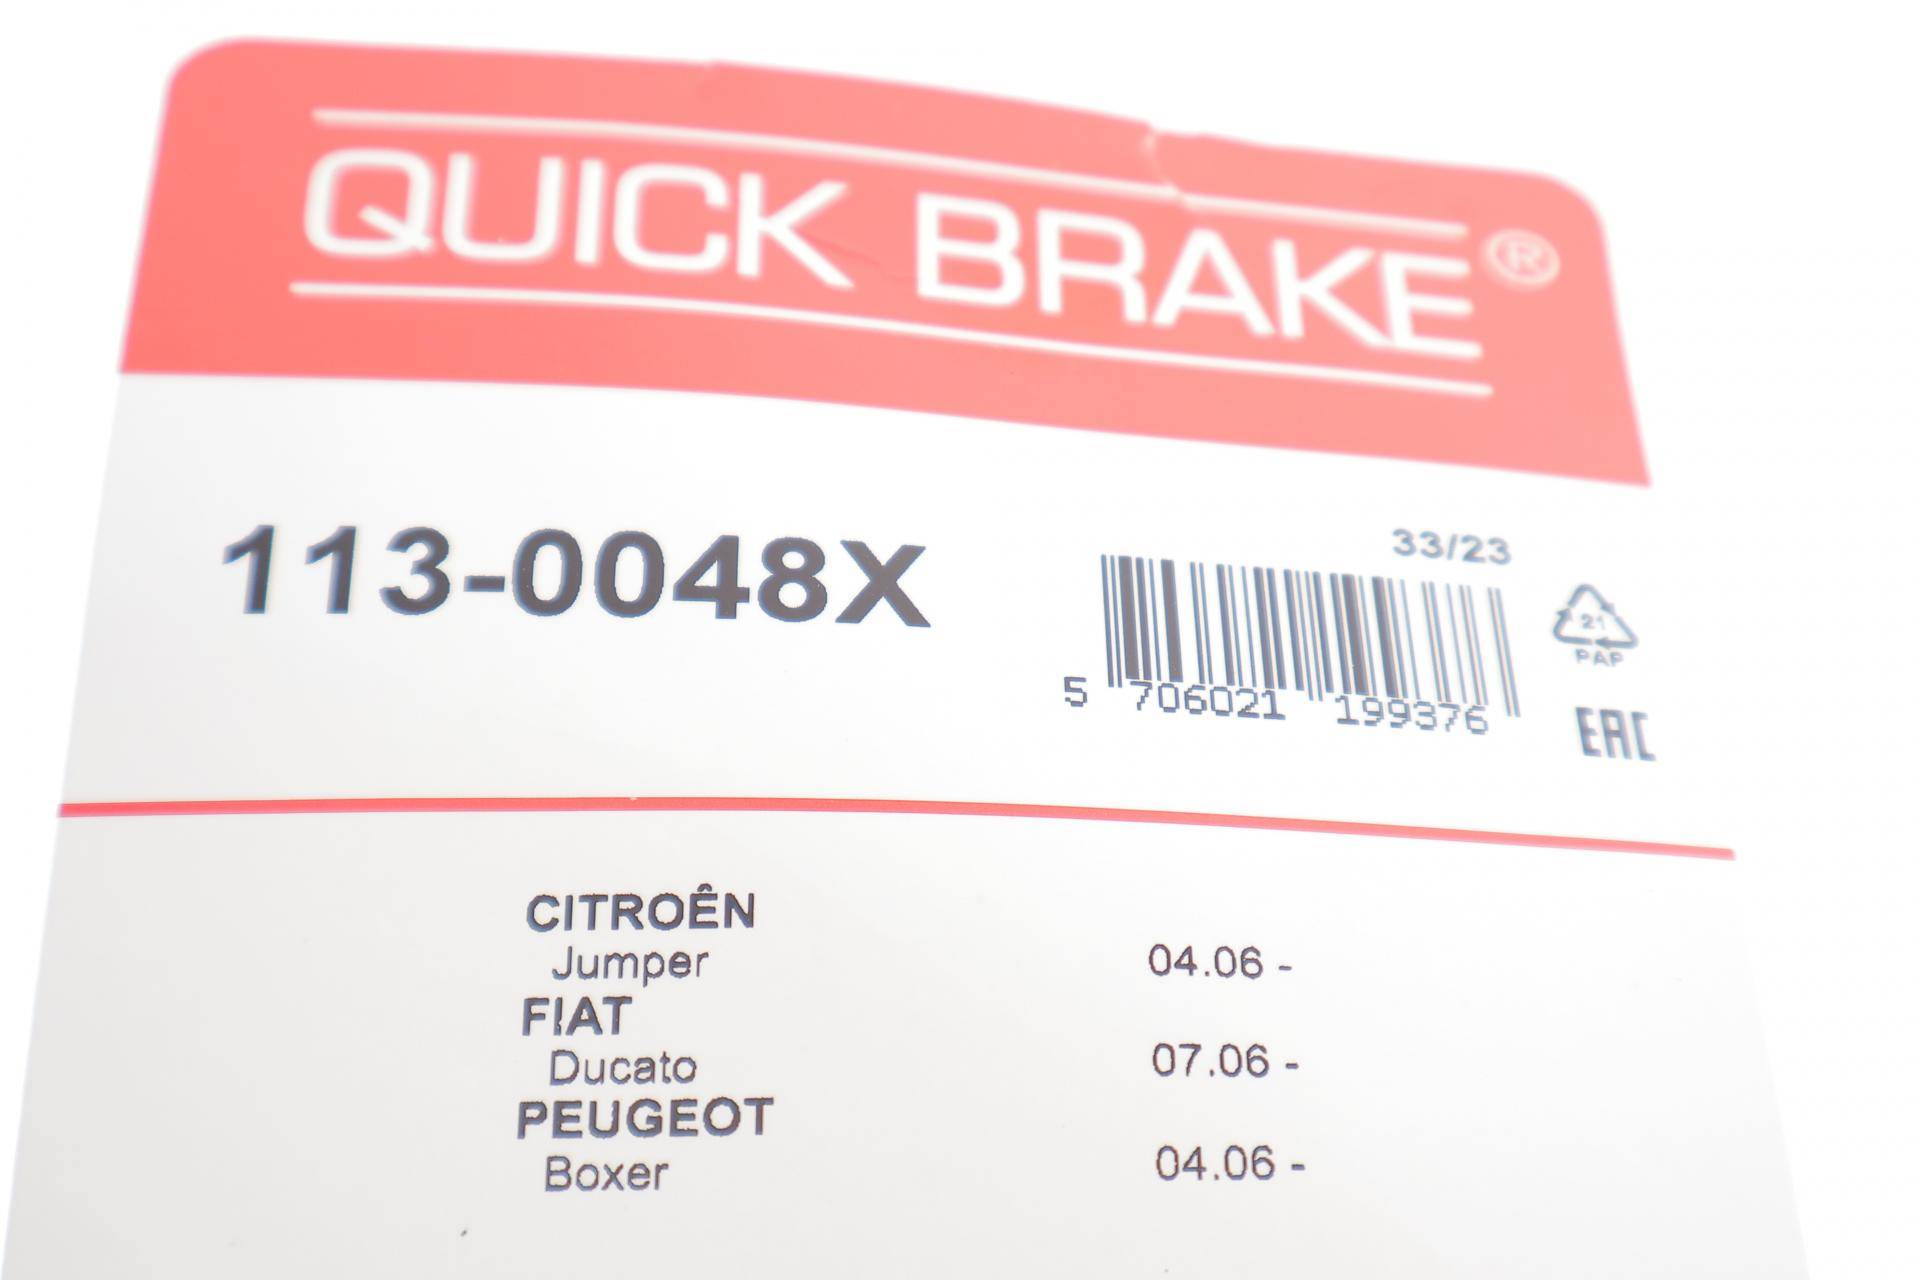 QUICK BRAKE®
33/23
113-0048X
21
PAP
5 706021 199376
EAC
CITROÊN
Jumper 04.06 -
FIAT
Ducato 07.06 -
PEUGEOT
Boxer 04.06 -